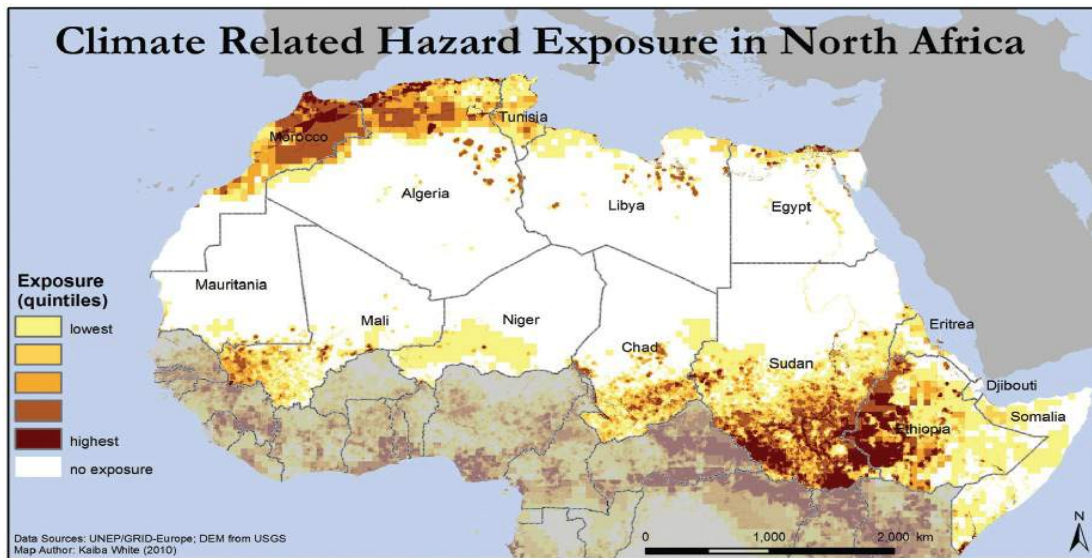 Climate Related Hazard Exposure in North Africa
Tunisia
Morocco
Algeria
Libya
Egypt
Mauritania
Mali
Niger
Chad
Sudan
Eritrea
Djibouti
Somalia
Ethiopia
Exposure
(quintiles)
lowest
highest
no exposure
0 1,000 2,000 km
Data Sources: UNEP/GRID-Europe; DEM from USGS
Map Author: Kaiba White (2010)
N